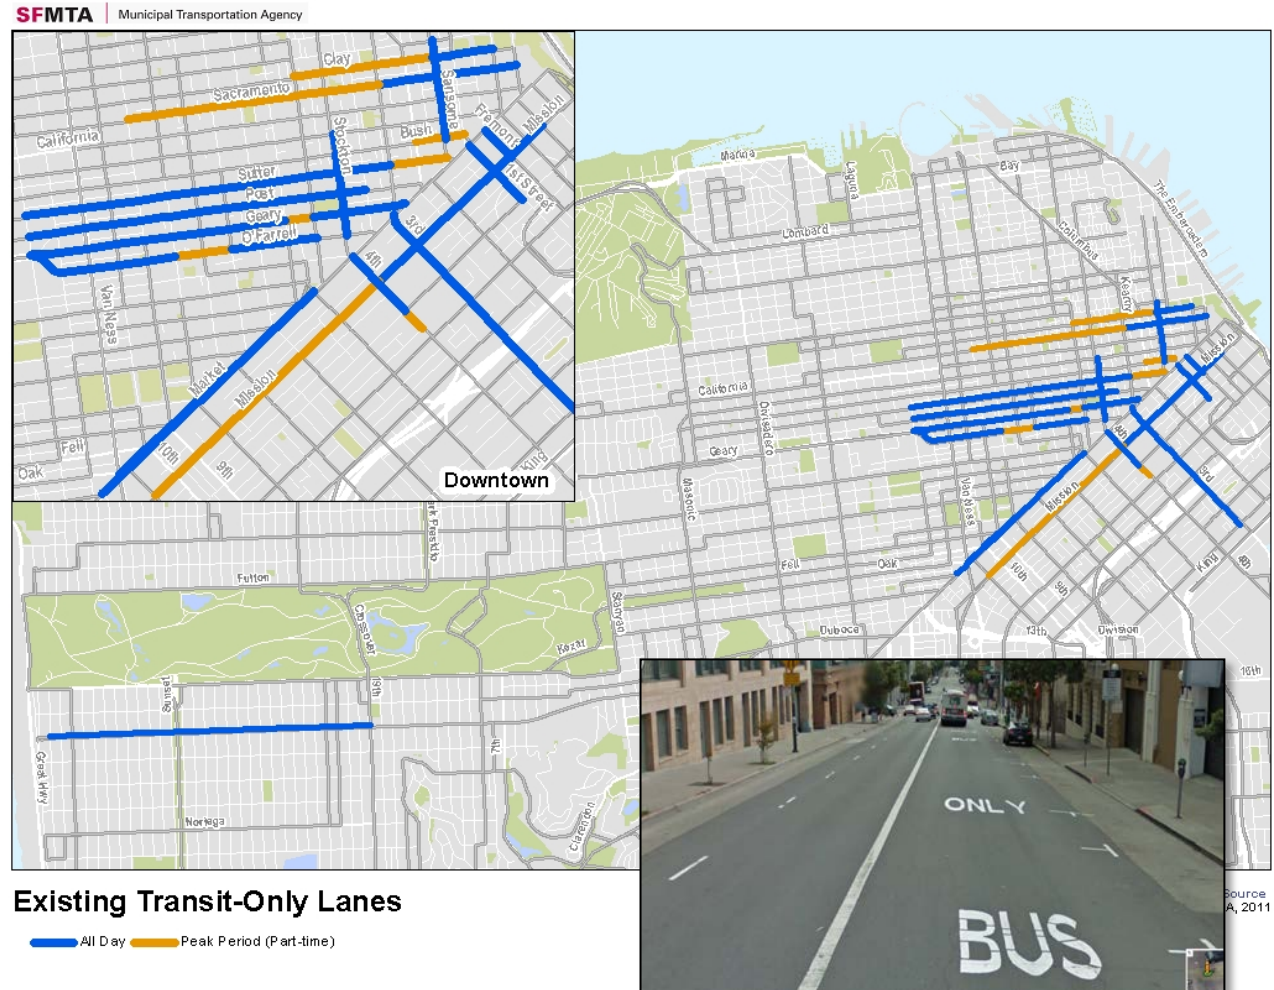 SFMTA | Municipal Transportation Agency
Clay
Sacramento
Sansome
California
Stockton
Bush
Fremont
Mission
Sutter
1st Street
Post
Geary
O'Farrell
3rd
4th
Van Ness
Market
Mission
Fell
10th
9th
Oak
King
Downtown
Marina
Laguna
Bay
The Embarcadero
Lombard
Columbus
Kearny
Mission
California
Divisadero
Geary
4th
Masonic
Van Ness
Mission
3rd
Fell
Oak
10th
9th
King
4th
Fulton
Crossover
Stanyan
Kezar
Duboce
13th
Division
16th
Sunset
19th
Great Hwy
7th
Noriega
Clarendon
ONLY
BUS
Existing Transit-Only Lanes
All Day
Peak Period (Part-time)
Source
A, 2011